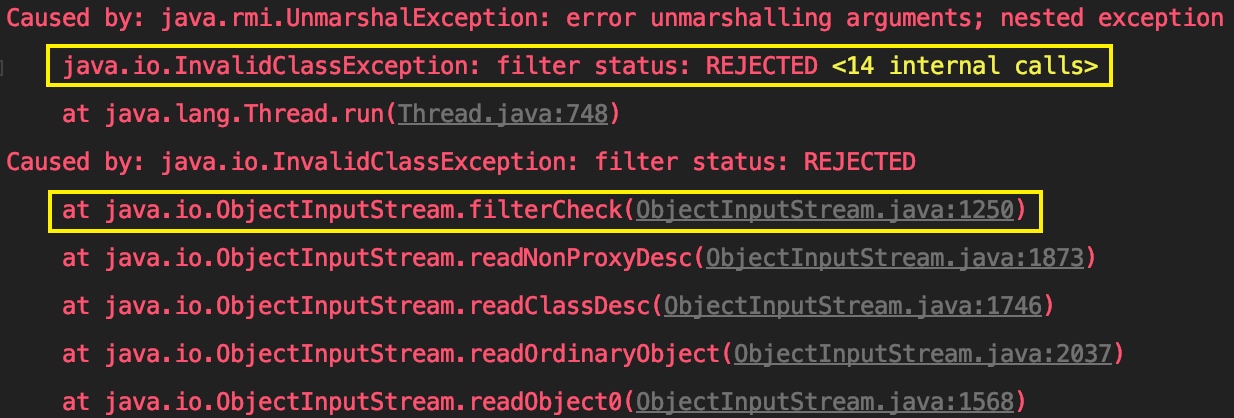 Caused by: java.rmi.UnmarshalException: error unmarshalling arguments; nested exception
java.io.InvalidClassException: filter status: REJECTED <14 internal calls>
at java.lang.Thread.run(Thread.java:748)
Caused by: java.io.InvalidClassException: filter status: REJECTED
at java.io.ObjectInputStream.filterCheck(ObjectInputStream.java:1250)
at java.io.ObjectInputStream.readNonProxyDesc(ObjectInputStream.java:1873)
at java.io.ObjectInputStream.readClassDesc(ObjectInputStream.java:1746)
at java.io.ObjectInputStream.readOrdinaryObject(ObjectInputStream.java:2037)
at java.io.ObjectInputStream.readObject0(ObjectInputStream.java:1568)